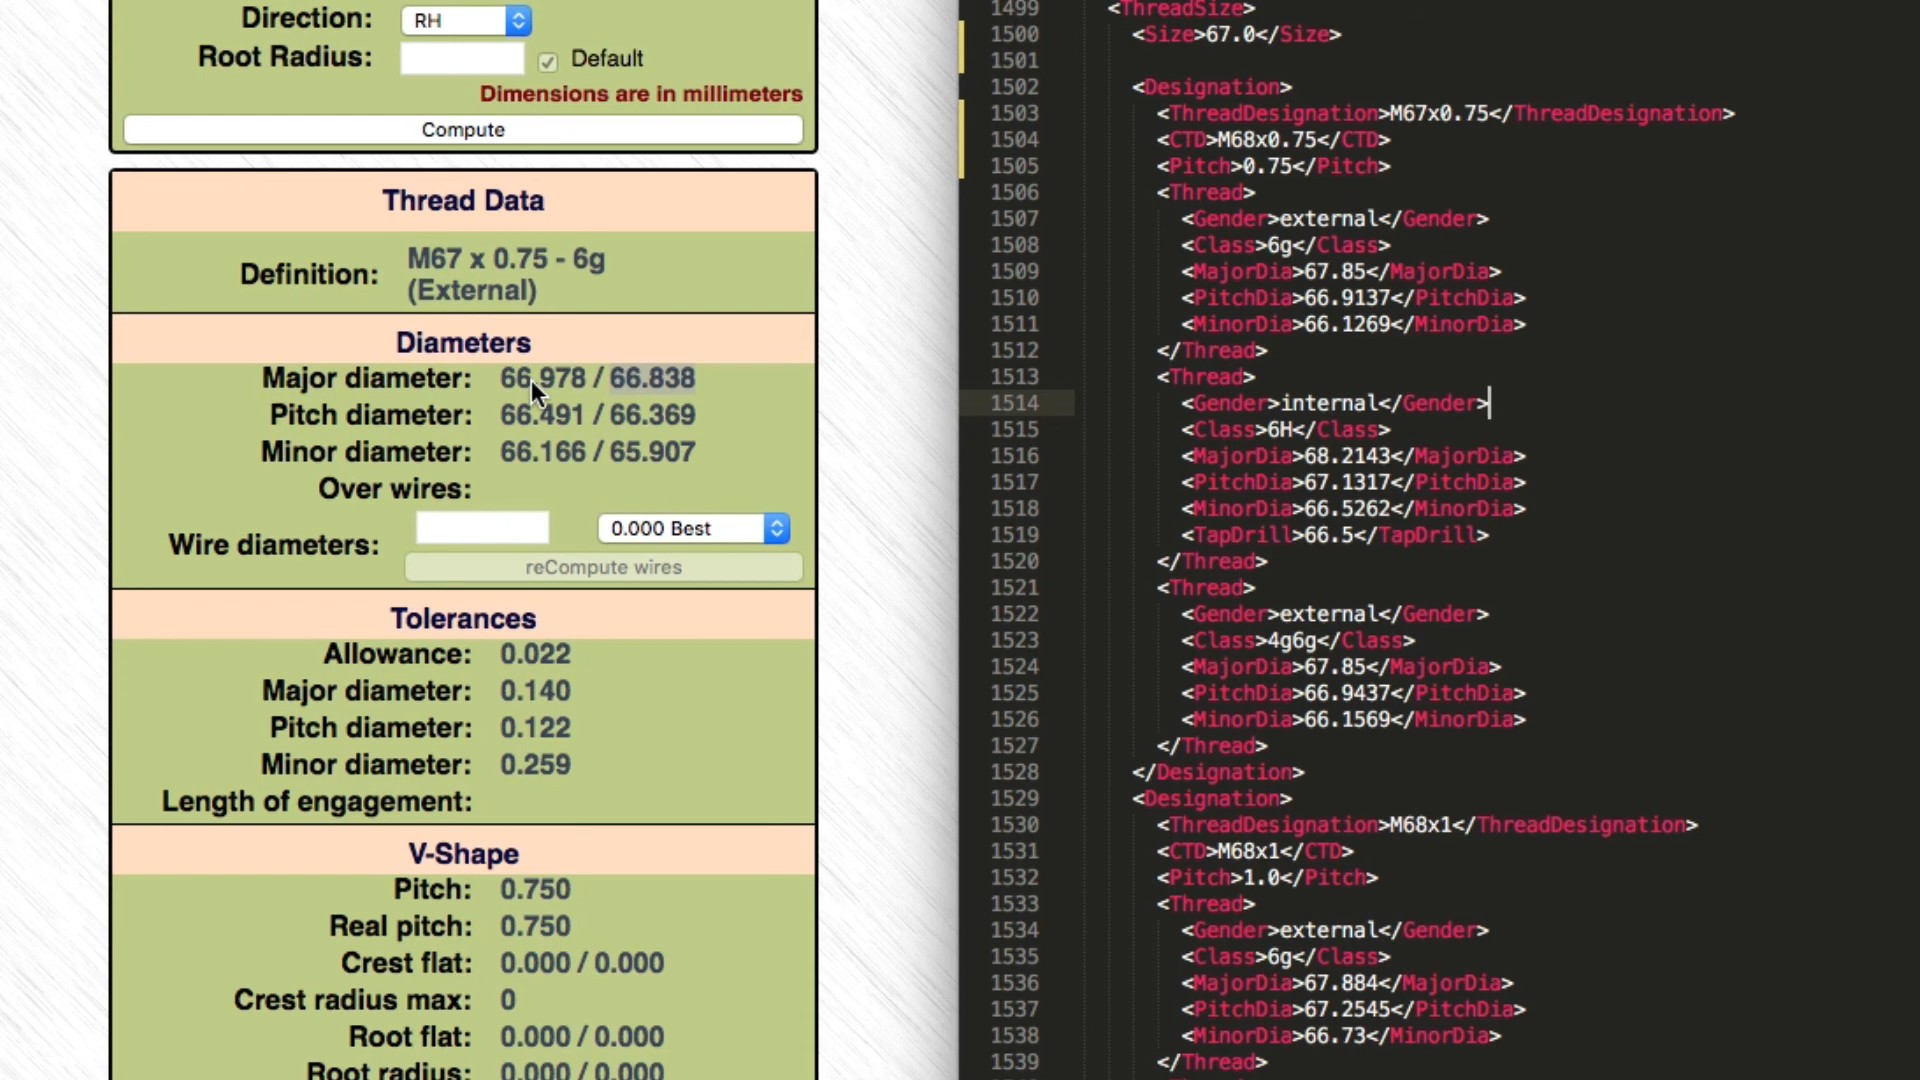 Direction: RH
Root Radius: Default
Dimensions are in millimeters
Compute
Thread Data
Definition: M67 x 0.75 - 6g
(External)
Diameters
Major diameter: 66.978 / 66.838
Pitch diameter: 66.491 / 66.369
Minor diameter: 66.166 / 65.907
Over wires:
Wire diameters: 0.000 Best
reCompute wires
Tolerances
Allowance: 0.022
Major diameter: 0.140
Pitch diameter: 0.122
Minor diameter: 0.259
Length of engagement:
V-Shape
Pitch: 0.750
Real pitch: 0.750
Crest flat: 0.000 / 0.000
Crest radius max: 0
Root flat: 0.000 / 0.000
Root radius: 0.000 / 0.000
1499 <ThreadSize>
1500 <Size>67.0</Size>
1501
1502 <Designation>
1503 <ThreadDesignation>M67x0.75</ThreadDesignation>
1504 <CTD>M68x0.75</CTD>
1505 <Pitch>0.75</Pitch>
1506 <Thread>
1507 <Gender>external</Gender>
1508 <Class>6g</Class>
1509 <MajorDia>67.85</MajorDia>
1510 <PitchDia>66.9137</PitchDia>
1511 <MinorDia>66.1269</MinorDia>
1512 </Thread>
1513 <Thread>
1514 <Gender>internal</Gender>
1515 <Class>6H</Class>
1516 <MajorDia>68.2143</MajorDia>
1517 <PitchDia>67.1317</PitchDia>
1518 <MinorDia>66.5262</MinorDia>
1519 <TapDrill>66.5</TapDrill>
1520 </Thread>
1521 <Thread>
1522 <Gender>external</Gender>
1523 <Class>4g6g</Class>
1524 <MajorDia>67.85</MajorDia>
1525 <PitchDia>66.9437</PitchDia>
1526 <MinorDia>66.1569</MinorDia>
1527 </Thread>
1528 </Designation>
1529 <Designation>
1530 <ThreadDesignation>M68x1</ThreadDesignation>
1531 <CTD>M68x1</CTD>
1532 <Pitch>1.0</Pitch>
1533 <Thread>
1534 <Gender>external</Gender>
1535 <Class>6g</Class>
1536 <MajorDia>67.884</MajorDia>
1537 <PitchDia>67.2545</PitchDia>
1538 <MinorDia>66.73</MinorDia>
1539 </Thread>